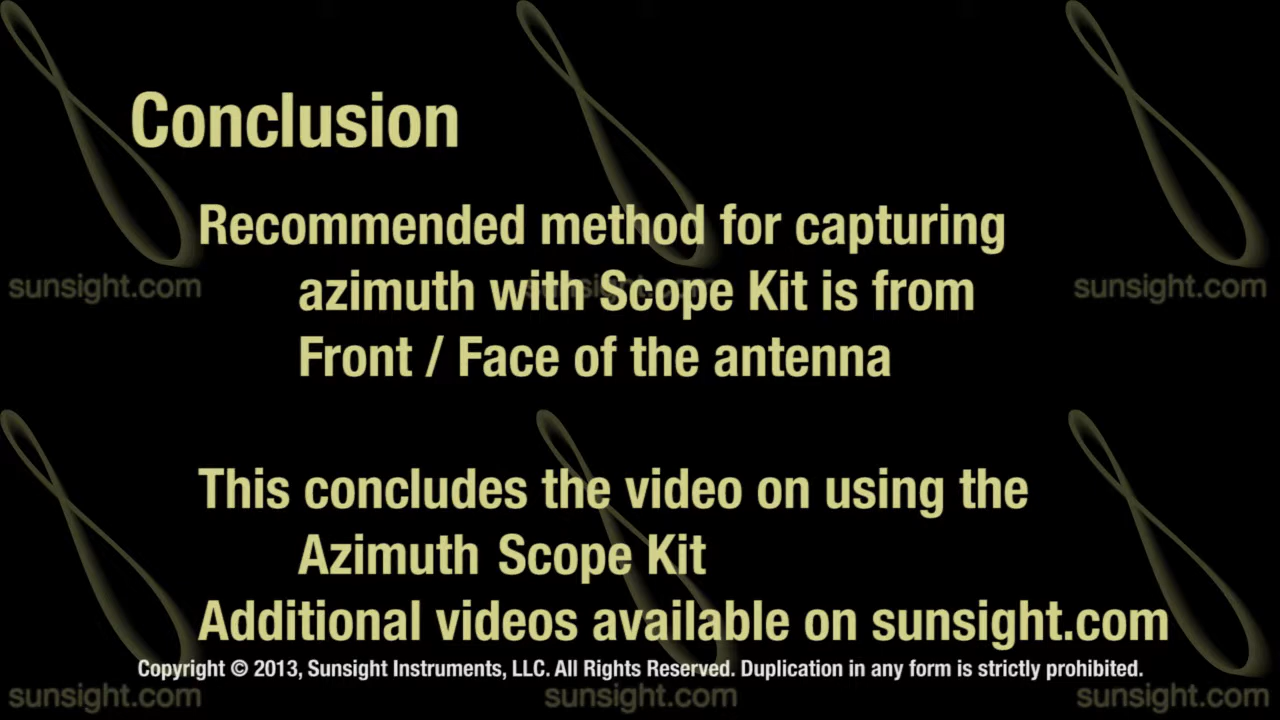 Conclusion
Recommended method for capturing
azimuth with Scope Kit is from
Front / Face of the antenna
sunsight.com
sunsight.com
sunsight.com
This concludes the video on using the
Azimuth Scope Kit
Additional videos available on sunsight.com
Copyright © 2013, Sunsight Instruments, LLC. All Rights Reserved. Duplication in any form is strictly prohibited.
sunsight.com
sunsight.com
sunsight.com